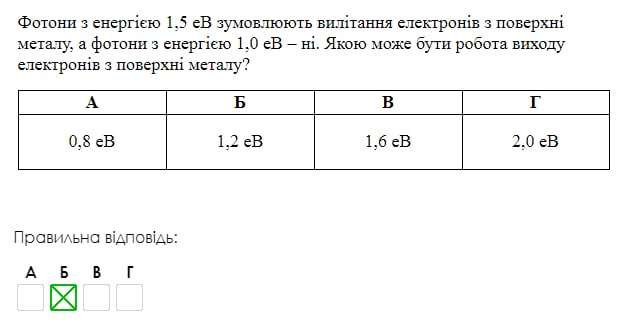 Фотони з енергією 1,5 еВ зумовлюють вилітання електронів з поверхні
металу, а фотони з енергією 1,0 еВ – ні. Якою може бути робота виходу
електронів з поверхні металу?
А Б В Г
0,8 еВ 1,2 еВ 1,6 еВ 2,0 еВ
Правильна відповідь:
А Б В Г